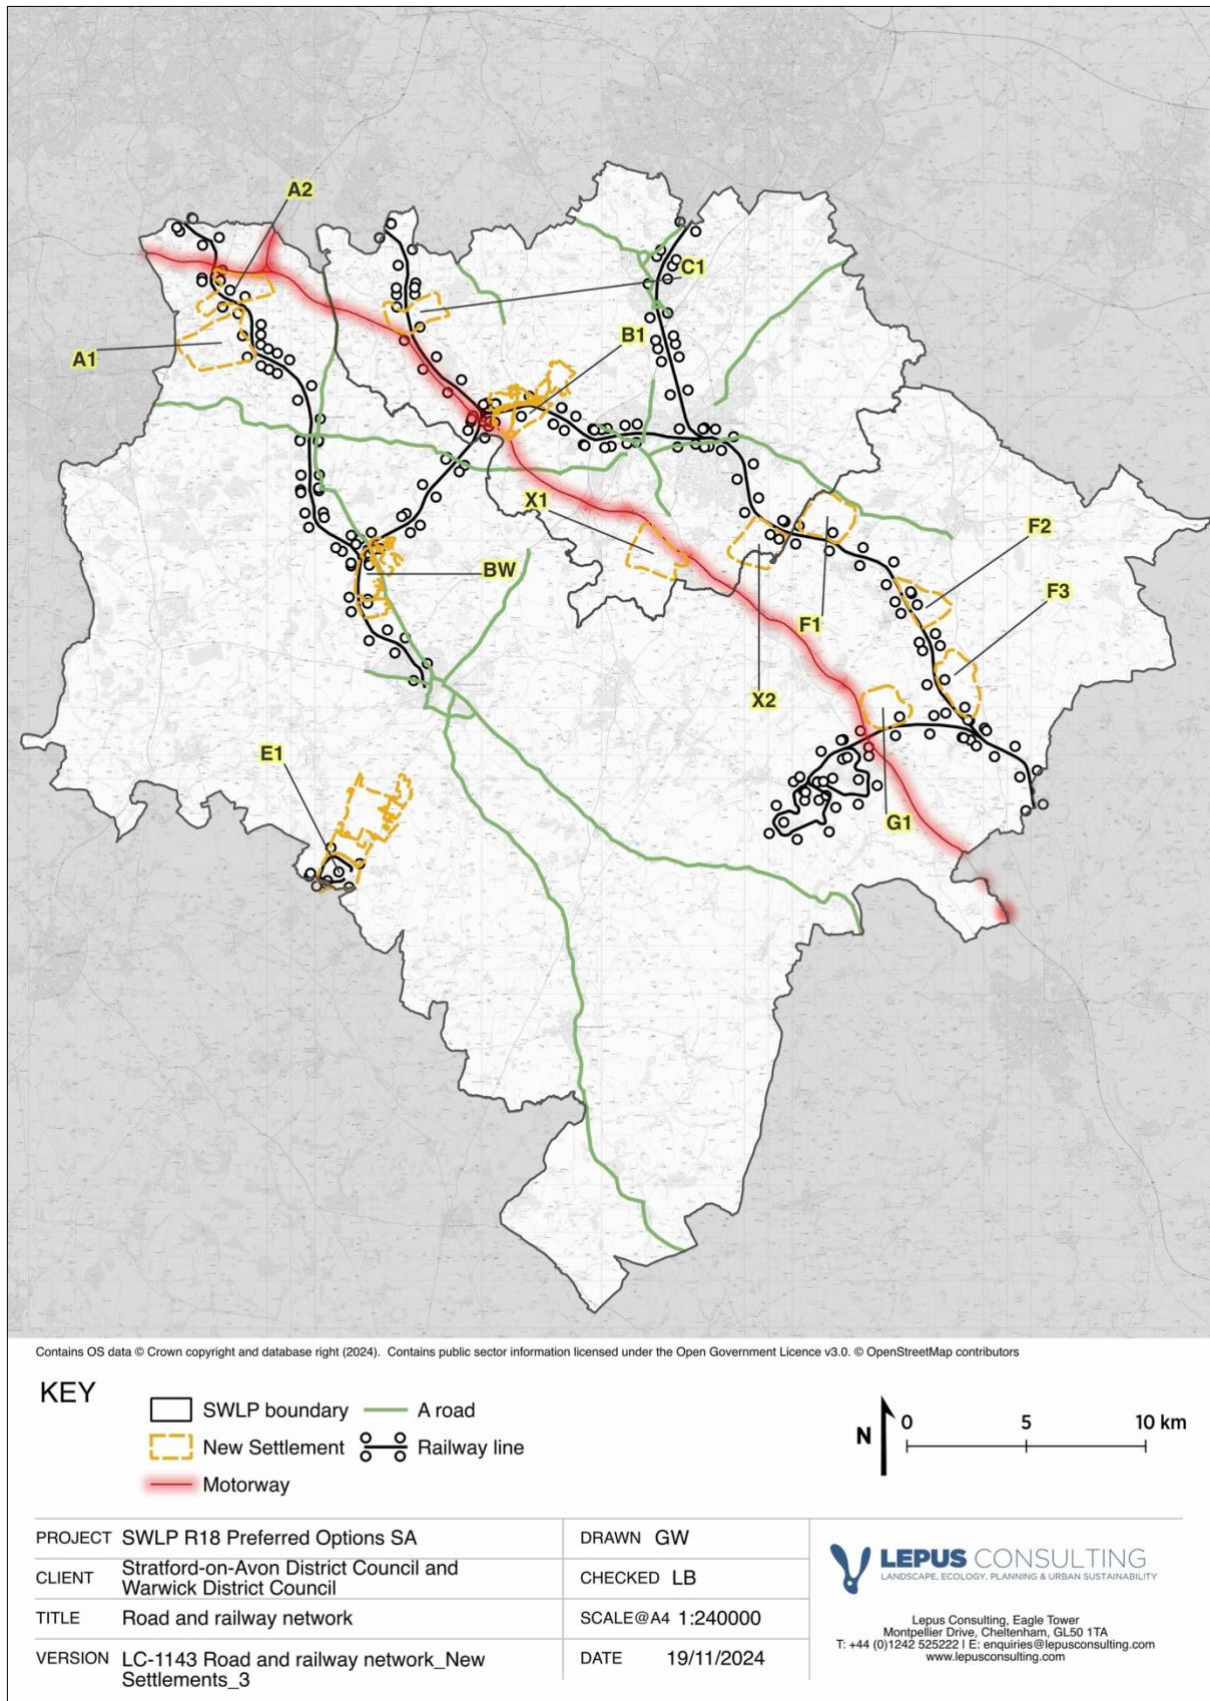 A2
C1
A1
B1
X1
F2
BW
F3
F1
X2
E1
G1
Contains OS data © Crown copyright and database right (2024). Contains public sector information licensed under the Open Government Licence v3.0. © OpenStreetMap contributors
KEY
SWLP boundary A road
New Settlement Railway line
Motorway
N 0 5 10 km
PROJECT SWLP R18 Preferred Options SA
CLIENT Stratford-on-Avon District Council and
Warwick District Council
TITLE Road and railway network
VERSION LC-1143 Road and railway network_New
Settlements_3
DRAWN GW
CHECKED LB
SCALE@A4 1:240000
DATE 19/11/2024
LEPUS CONSULTING
LANDSCAPE, ECOLOGY, PLANNING & URBAN SUSTAINABILITY
Lepus Consulting, Eagle Tower
Montpellier Drive, Cheltenham, GL50 1TA
T: +44 (0)1242 525222 | E: enquiries@lepusconsulting.com
www.lepusconsulting.com